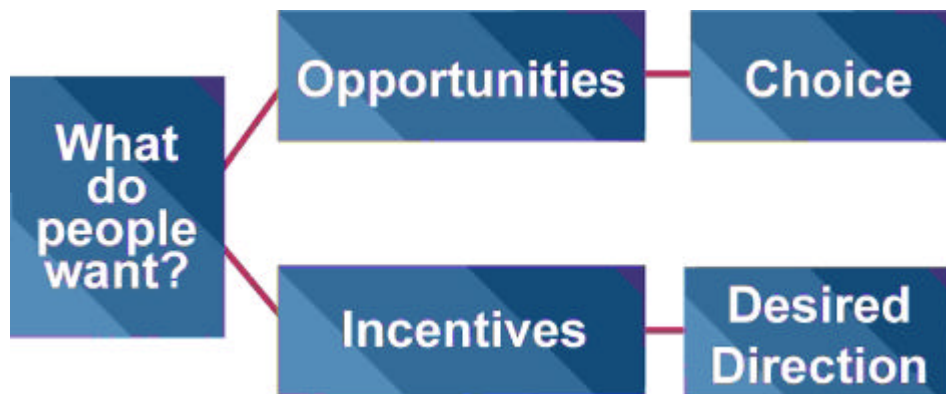 What
do
people
want?
Opportunities
Choice
Incentives
Desired
Direction